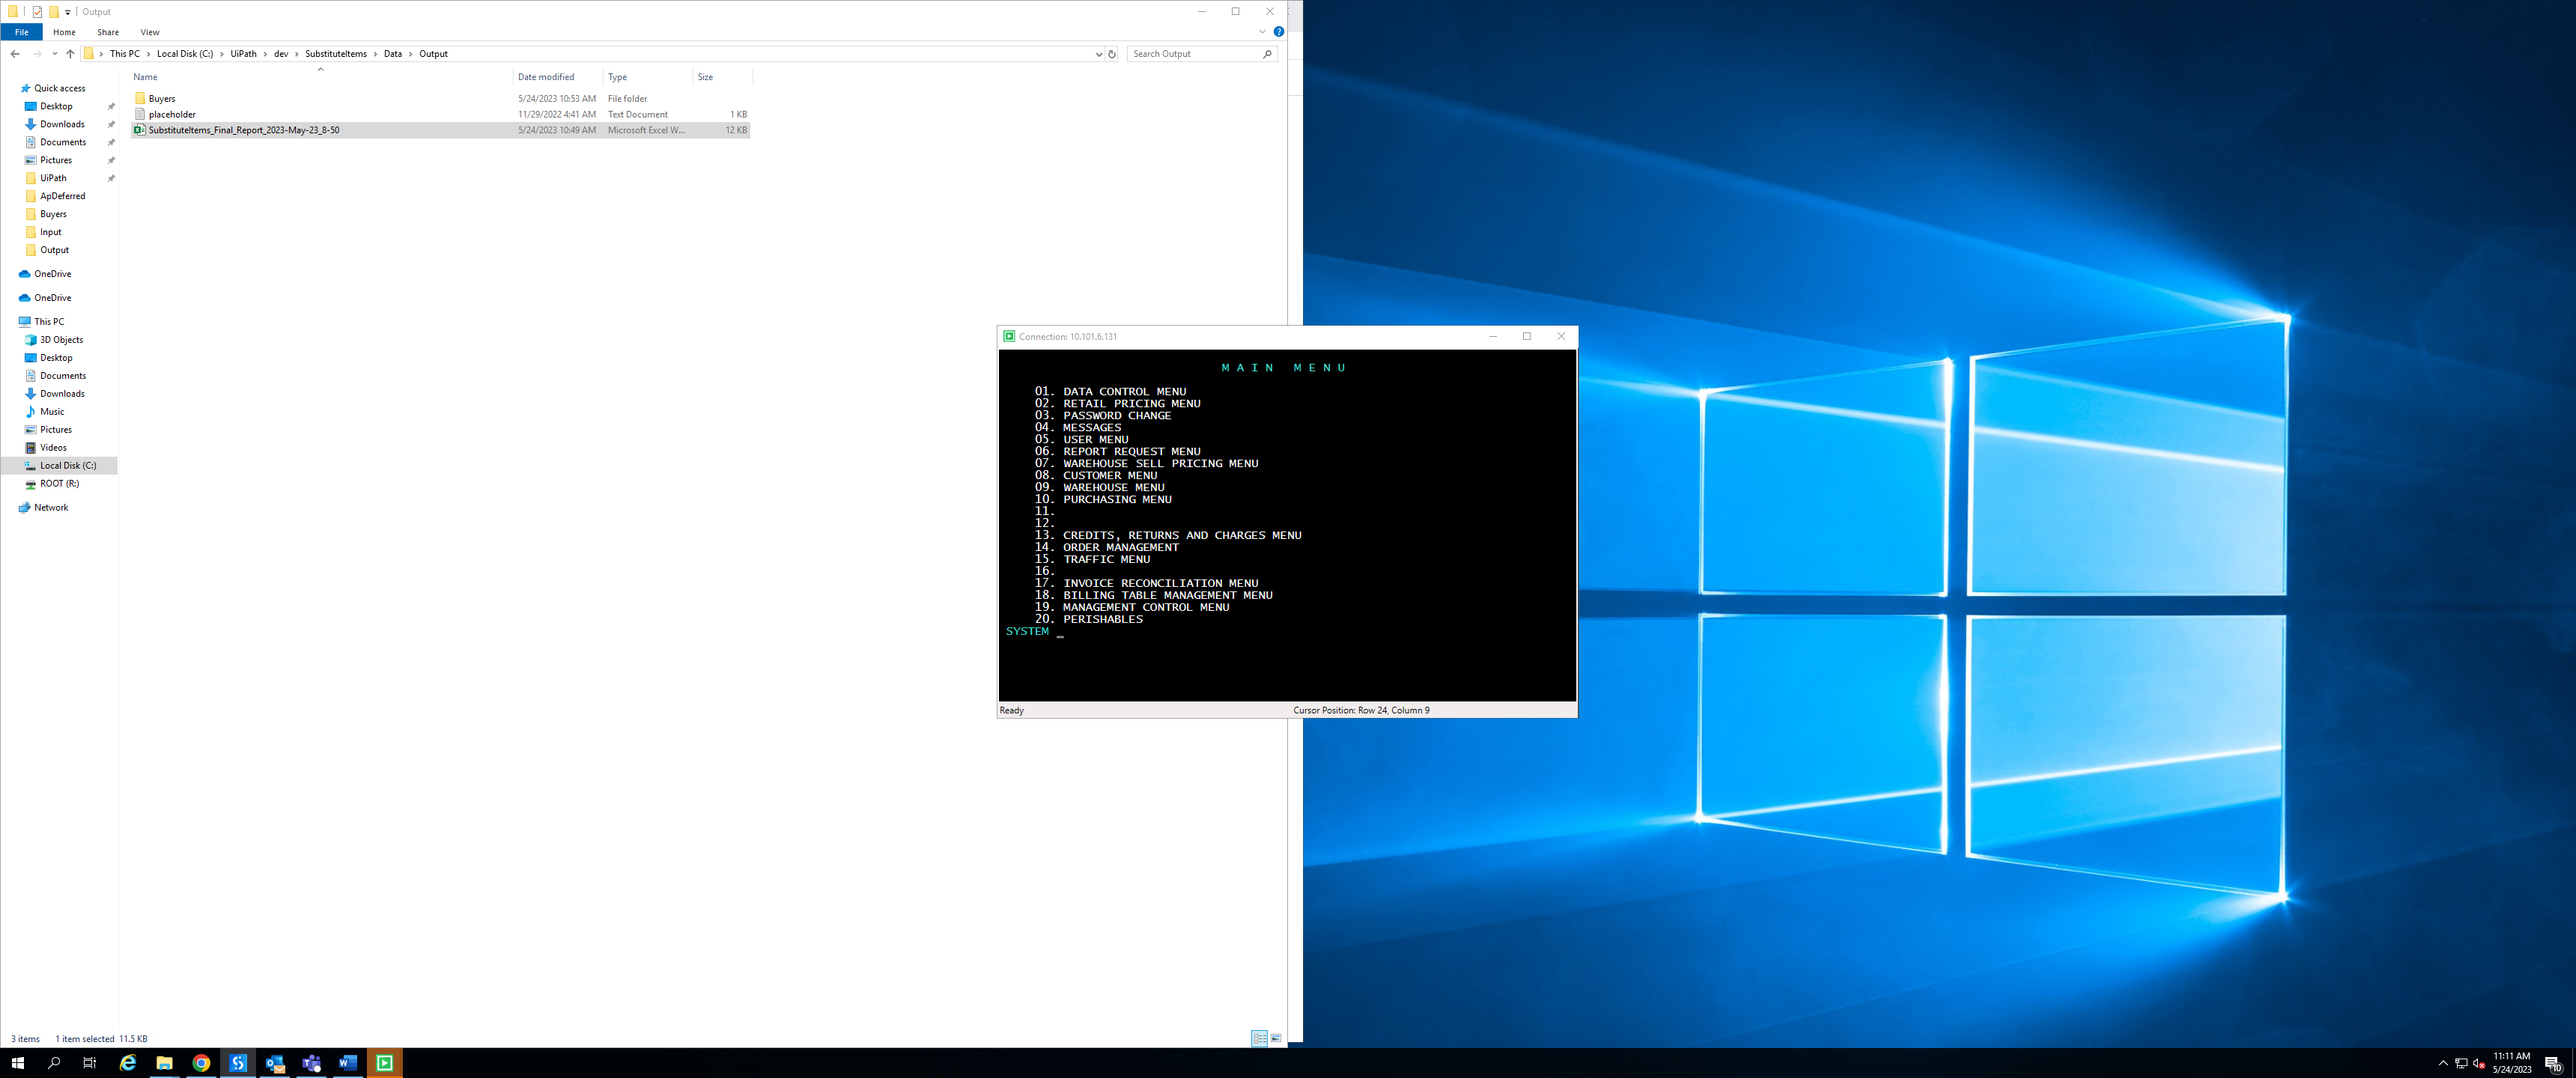 Output
File Home Share View
This PC Local Disk (C:) UiPath dev SubstituteItems Data Output
Search Output
Name Date modified Type Size
Buyers 5/24/2023 10:53 AM File folder
placeholder 11/29/2022 4:41 AM Text Document 1 KB
SubstituteItems_Final_Report_2023-May-23_8-50 5/24/2023 10:49 AM Microsoft Excel W... 12 KB
Quick access
Desktop
Downloads
Documents
Pictures
UiPath
ApDeferred
Buyers
Input
Output
OneDrive
OneDrive
This PC
3D Objects
Desktop
Documents
Downloads
Music
Pictures
Videos
Local Disk (C:)
ROOT (R:)
Network
Connection: 10.101.6.131
M A I N M E N U
01. DATA CONTROL MENU
02. RETAIL PRICING MENU
03. PASSWORD CHANGE
04. MESSAGES
05. USER MENU
06. REPORT REQUEST MENU
07. WAREHOUSE SELL PRICING MENU
08. CUSTOMER MENU
09. WAREHOUSE MENU
10. PURCHASING MENU
11.
12.
13. CREDITS, RETURNS AND CHARGES MENU
14. ORDER MANAGEMENT
15. TRAFFIC MENU
16.
17. INVOICE RECONCILIATION MENU
18. BILLING TABLE MANAGEMENT MENU
19. MANAGEMENT CONTROL MENU
20. PERISHABLES
SYSTEM _
Ready Cursor Position: Row 24, Column 9
3 items 1 item selected 11.5 KB
11:11 AM
5/24/2023
10